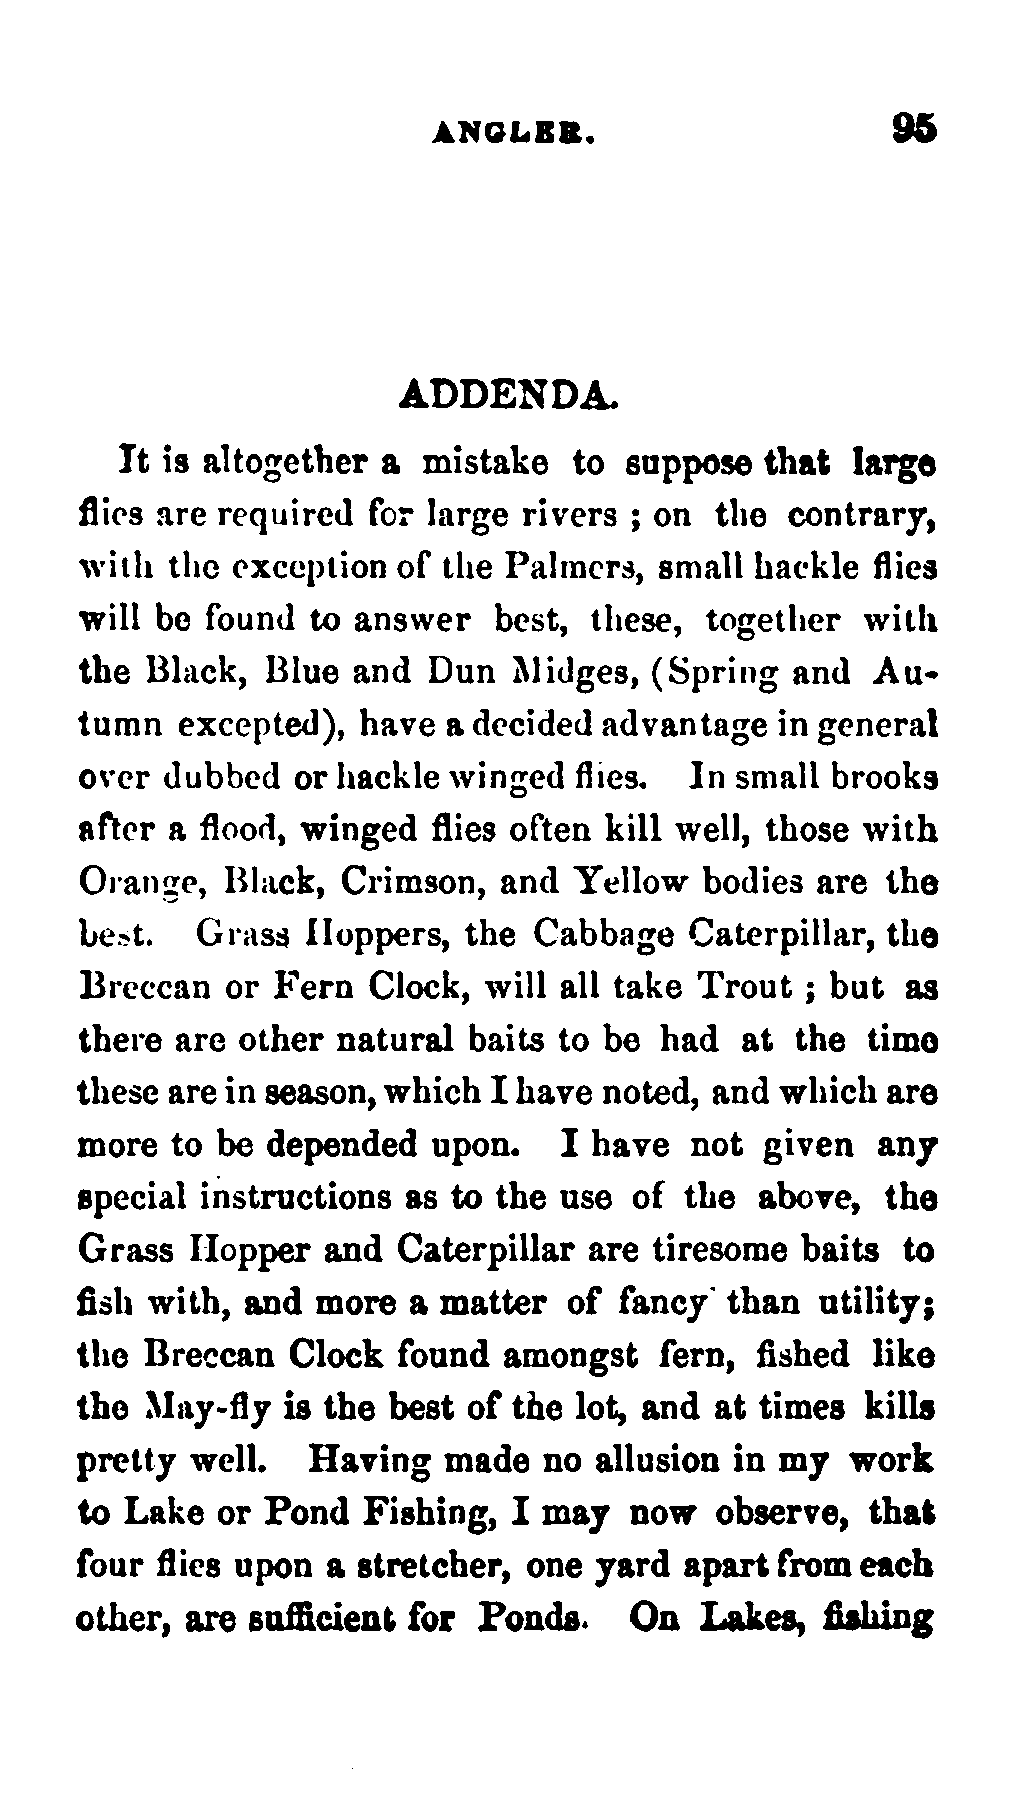 ANGLER. 95
ADDENDA.
It is altogether a mistake to suppose that large
flies are required for large rivers ; on the contrary,
with the exception of the Palmers, small hackle flies
will be found to answer best, these, together with
the Black, Blue and Dun Midges, (Spring and Au-
tumn excepted), have a decided advantage in general
over dubbed or hackle winged flies. In small brooks
after a flood, winged flies often kill well, those with
Orange, Black, Crimson, and Yellow bodies are the
best. Grass Hoppers, the Cabbage Caterpillar, the
Breccan or Fern Clock, will all take Trout ; but as
there are other natural baits to be had at the time
these are in season, which I have noted, and which are
more to be depended upon. I have not given any
special instructions as to the use of the above, the
Grass Hopper and Caterpillar are tiresome baits to
fish with, and more a matter of fancy than utility;
the Breccan Clock found amongst fern, fished like
the May-fly is the best of the lot, and at times kills
pretty well. Having made no allusion in my work
to Lake or Pond Fishing, I may now observe, that
four flies upon a stretcher, one yard apart from each
other, are sufficient for Ponds. On Lakes, fishing